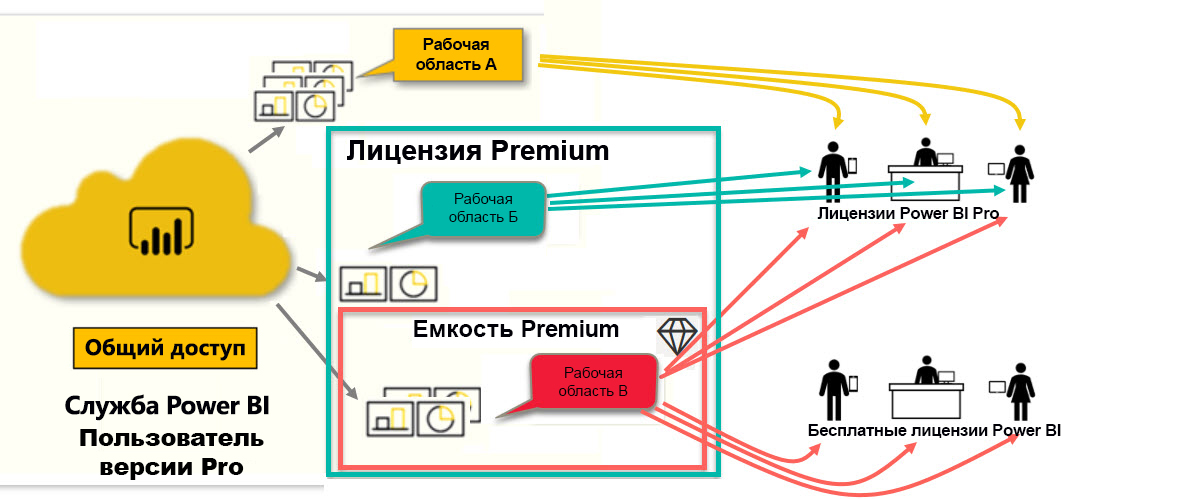 Рабочая
область А
Лицензия Premium
Рабочая
область Б
Лицензии Power BI Pro
Емкость Premium
Общий доступ
Рабочая
область В
Служба Power BI
Пользователь
версии Pro
Бесплатные лицензии Power BI